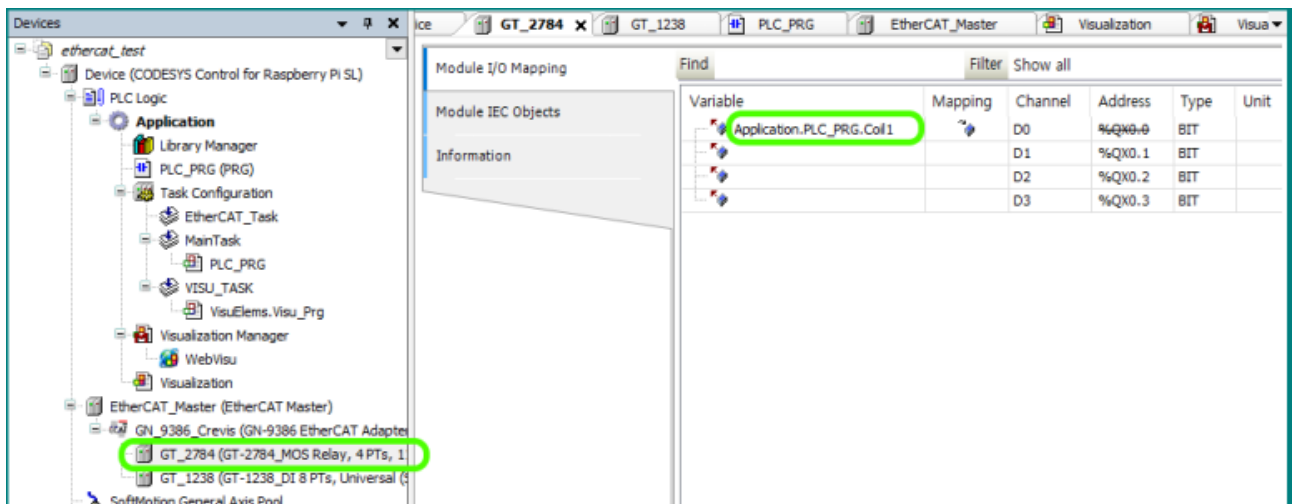 Devices
ethercat_test
Device (CODESYS Control for Raspberry Pi SL)
PLC Logic
Application
Library Manager
PLC_PRG (PRG)
Task Configuration
EtherCAT_Task
MainTask
PLC_PRG
VISU_TASK
VisuElems.Visu_Prg
Visualization Manager
WebVisu
Visualization
EtherCAT_Master (EtherCAT Master)
GN_9386_Crevis (GN-9386 EtherCAT Adapte
GT_2784 (GT-2784_MOS Relay, 4 PTs, 1
GT_1238 (GT-1238_DI 8 PTs, Universal (
SoftMotion General Axis Pool
ice GT_2784 GT_1238 PLC_PRG EtherCAT_Master Visualization Visua
Module I/O Mapping
Module IEC Objects
Information
Find Filter Show all
Variable Mapping Channel Address Type Unit
Application.PLC_PRG.Coil1 D0 %QX0.0 BIT
D1 %QX0.1 BIT
D2 %QX0.2 BIT
D3 %QX0.3 BIT